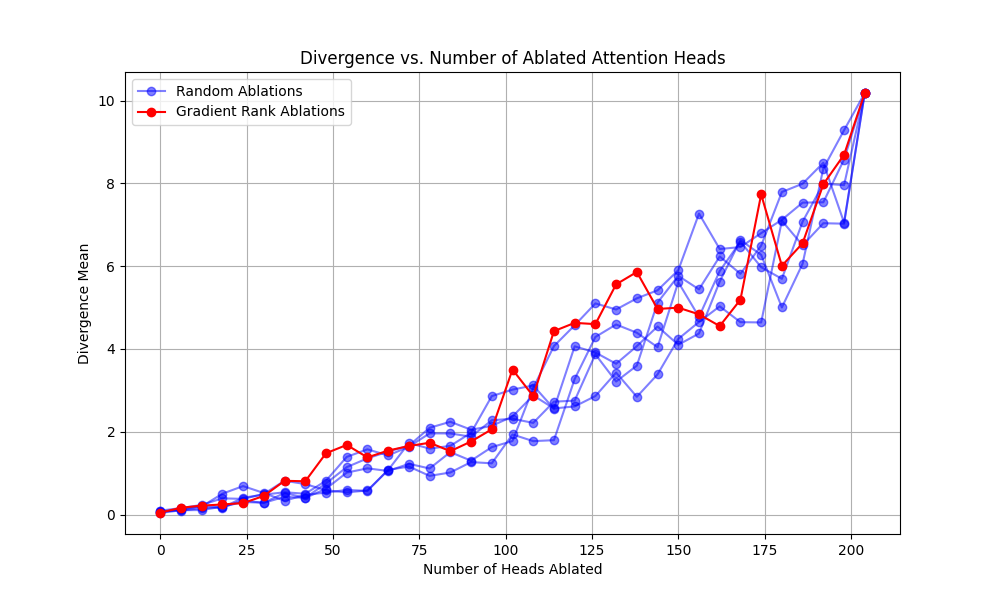 Divergence vs. Number of Ablated Attention Heads
Random Ablations
Gradient Rank Ablations
Divergence Mean
10
8
6
4
2
0
0 25 50 75 100 125 150 175 200
Number of Heads Ablated